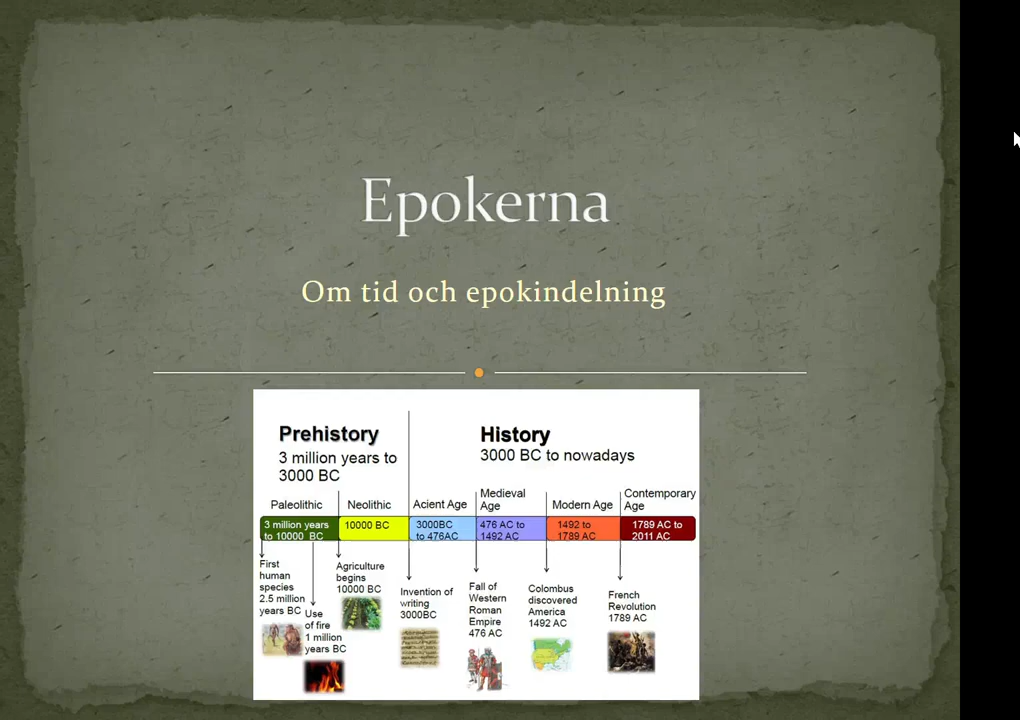 Epokerna
Om tid och epokindelning
Prehistory
3 million years to
3000 BC
History
3000 BC to nowadays
Paleolithic
Neolithic
Acient Age
Medieval
Age
Modern Age
Contemporary
Age
3 million years
to 10000 BC
10000 BC
3000BC
to 476AC
476 AC to
1492 AC
1492 to
1789 AC
1789 AC to
2011 AC
First
human
species
2.5 million
years BC
Use
of fire
1 million
years BC
Agriculture
begins
10000 BC
Invention of
writing
3000BC
Fall of
Western
Roman
Empire
476 AC
Colombus
discovered
America
1492 AC
French
Revolution
1789 AC